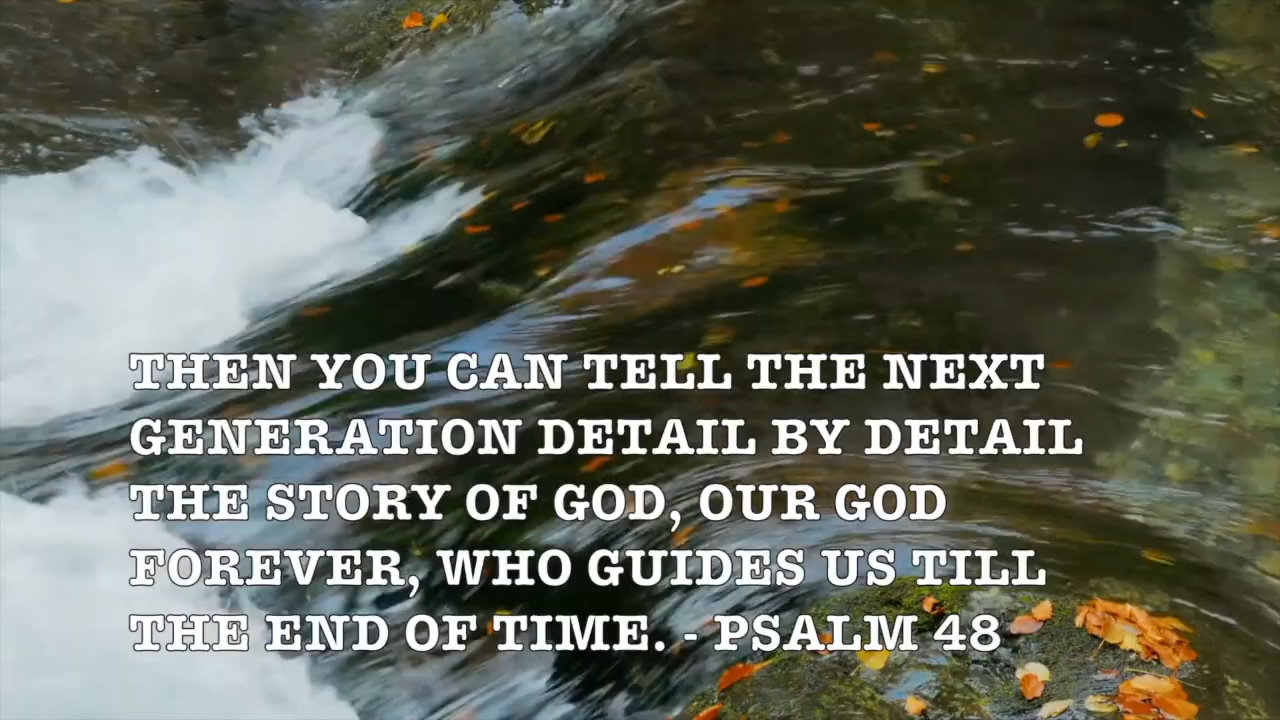 THEN YOU CAN TELL THE NEXT
GENERATION DETAIL BY DETAIL
THE STORY OF GOD, OUR GOD
FOREVER, WHO GUIDES US TILL
THE END OF TIME. - PSALM 48